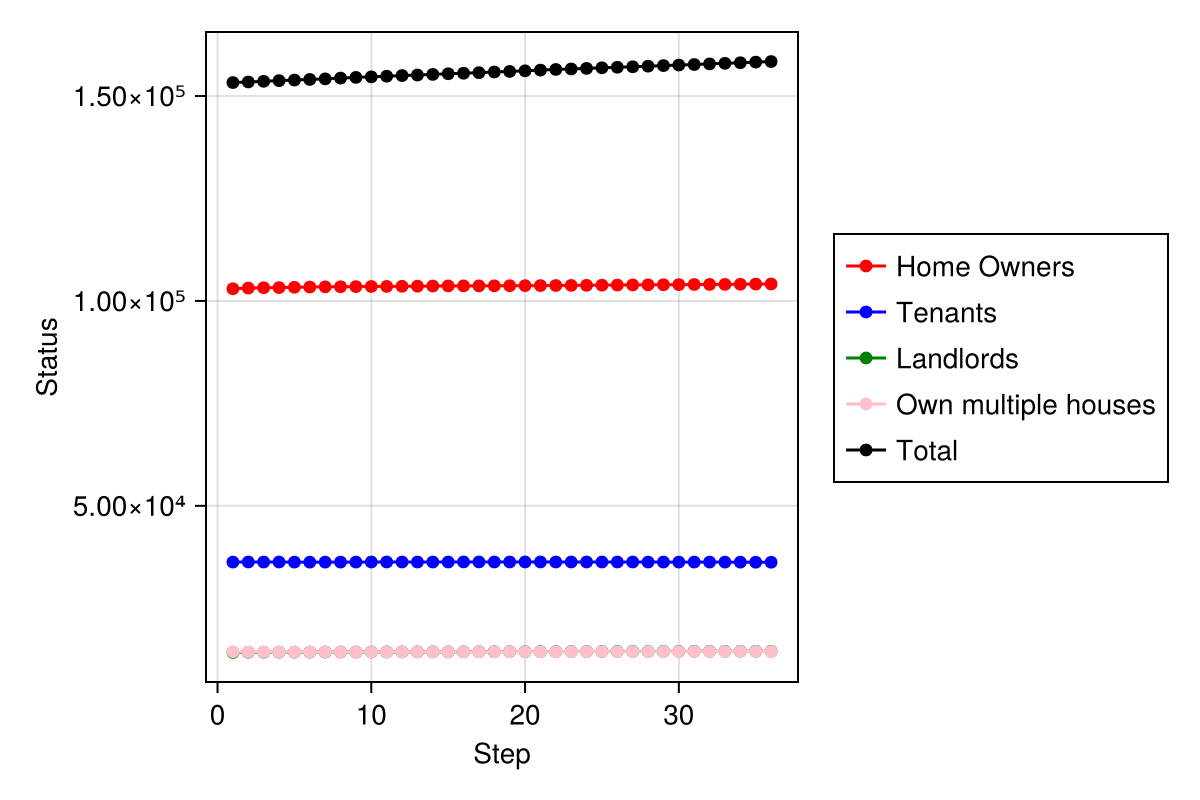 1.50×10⁵
1.00×10⁵
5.00×10⁴
Status
0 10 20 30
Step
Home Owners
Tenants
Landlords
Own multiple houses
Total